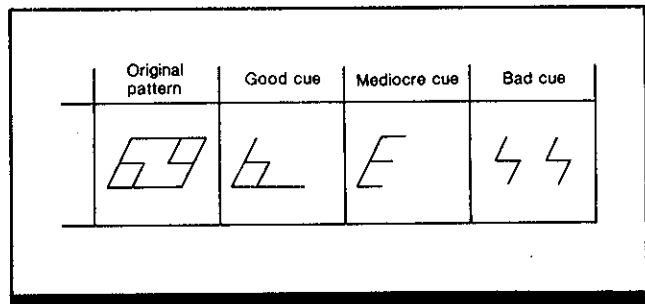 Original
pattern
Good cue
Mediocre cue
Bad cue